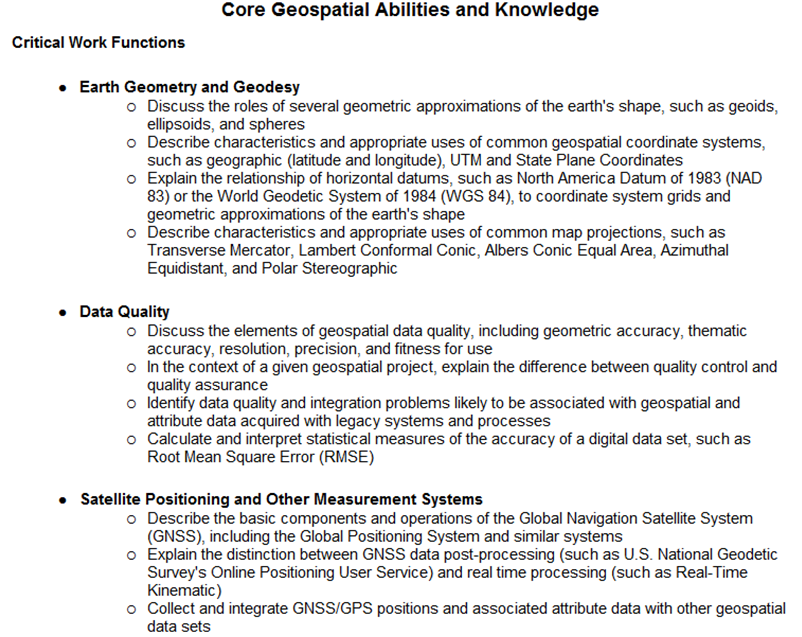 Core Geospatial Abilities and Knowledge
Critical Work Functions
● Earth Geometry and Geodesy
○ Discuss the roles of several geometric approximations of the earth's shape, such as geoids,
ellipsoids, and spheres
○ Describe characteristics and appropriate uses of common geospatial coordinate systems,
such as geographic (latitude and longitude), UTM and State Plane Coordinates
○ Explain the relationship of horizontal datums, such as North America Datum of 1983 (NAD
83) or the World Geodetic System of 1984 (WGS 84), to coordinate system grids and
geometric approximations of the earth's shape
○ Describe characteristics and appropriate uses of common map projections, such as
Transverse Mercator, Lambert Conformal Conic, Albers Conic Equal Area, Azimuthal
Equidistant, and Polar Stereographic
● Data Quality
○ Discuss the elements of geospatial data quality, including geometric accuracy, thematic
accuracy, resolution, precision, and fitness for use
○ In the context of a given geospatial project, explain the difference between quality control and
quality assurance
○ Identify data quality and integration problems likely to be associated with geospatial and
attribute data acquired with legacy systems and processes
○ Calculate and interpret statistical measures of the accuracy of a digital data set, such as
Root Mean Square Error (RMSE)
● Satellite Positioning and Other Measurement Systems
○ Describe the basic components and operations of the Global Navigation Satellite System
(GNSS), including the Global Positioning System and similar systems
○ Explain the distinction between GNSS data post-processing (such as U.S. National Geodetic
Survey's Online Positioning User Service) and real time processing (such as Real-Time
Kinematic)
○ Collect and integrate GNSS/GPS positions and associated attribute data with other geospatial
data sets